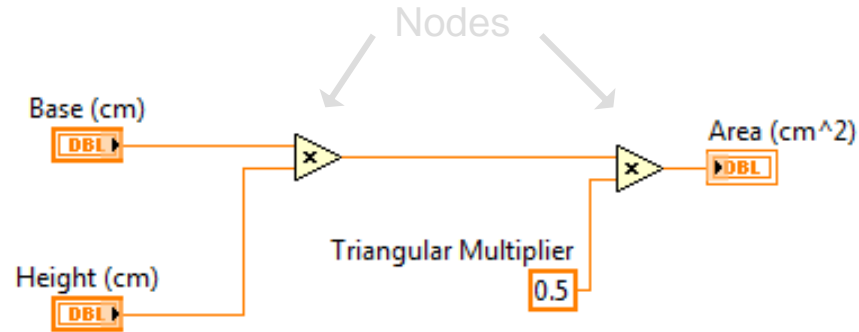 Nodes
Base (cm)
DBL
×
×
Area (cm^2)
DBL
Triangular Multiplier
0.5
Height (cm)
DBL